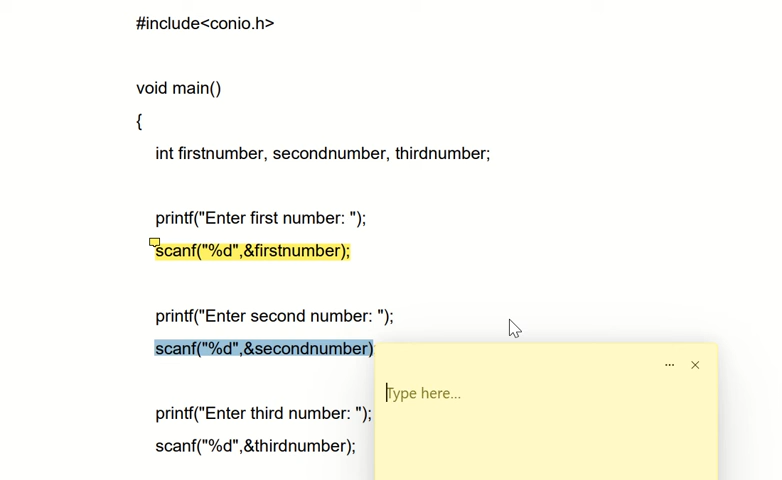 #include<conio.h>
void main()
{
int firstnumber, secondnumber, thirdnumber;
printf("Enter first number: ");
scanf("%d",&firstnumber);
printf("Enter second number: ");
scanf("%d",&secondnumber)
Type here...
printf("Enter third number: ");
scanf("%d",&thirdnumber);